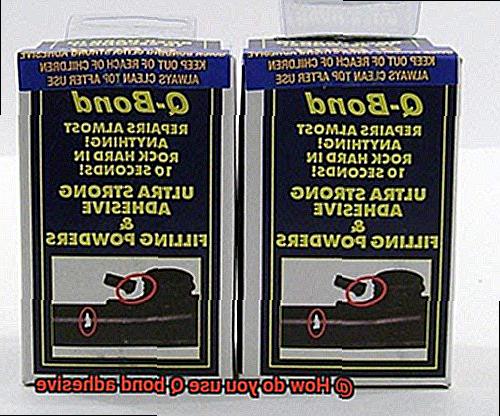 KEEP OUT OF REACH OF CHILDREN
ALWAYS CLEAN TOP AFTER USE
Q-Bond
REPAIRS ALMOST
ANYTHING!
ROCK HARD IN
10 SECONDS!
ULTRA STRONG
ADHESIVE
&
FILLING POWDERS
KEEP OUT OF REACH OF CHILDREN
ALWAYS CLEAN TOP AFTER USE
Q-Bond
REPAIRS ALMOST
ANYTHING!
ROCK HARD IN
10 SECONDS!
ULTRA STRONG
ADHESIVE
&
FILLING POWDERS
@ How do you use Q bond adhesive